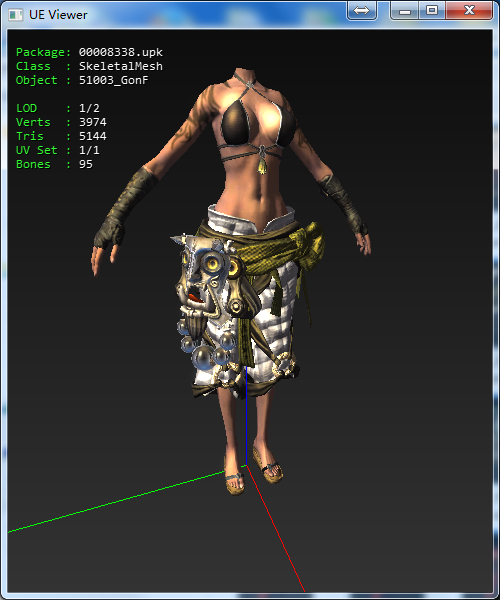 UE Viewer
Package: 00008338.upk
Class : SkeletalMesh
Object : 51003_GonF
LOD : 1/2
Verts : 3974
Tris : 5144
UV Set : 1/1
Bones : 95